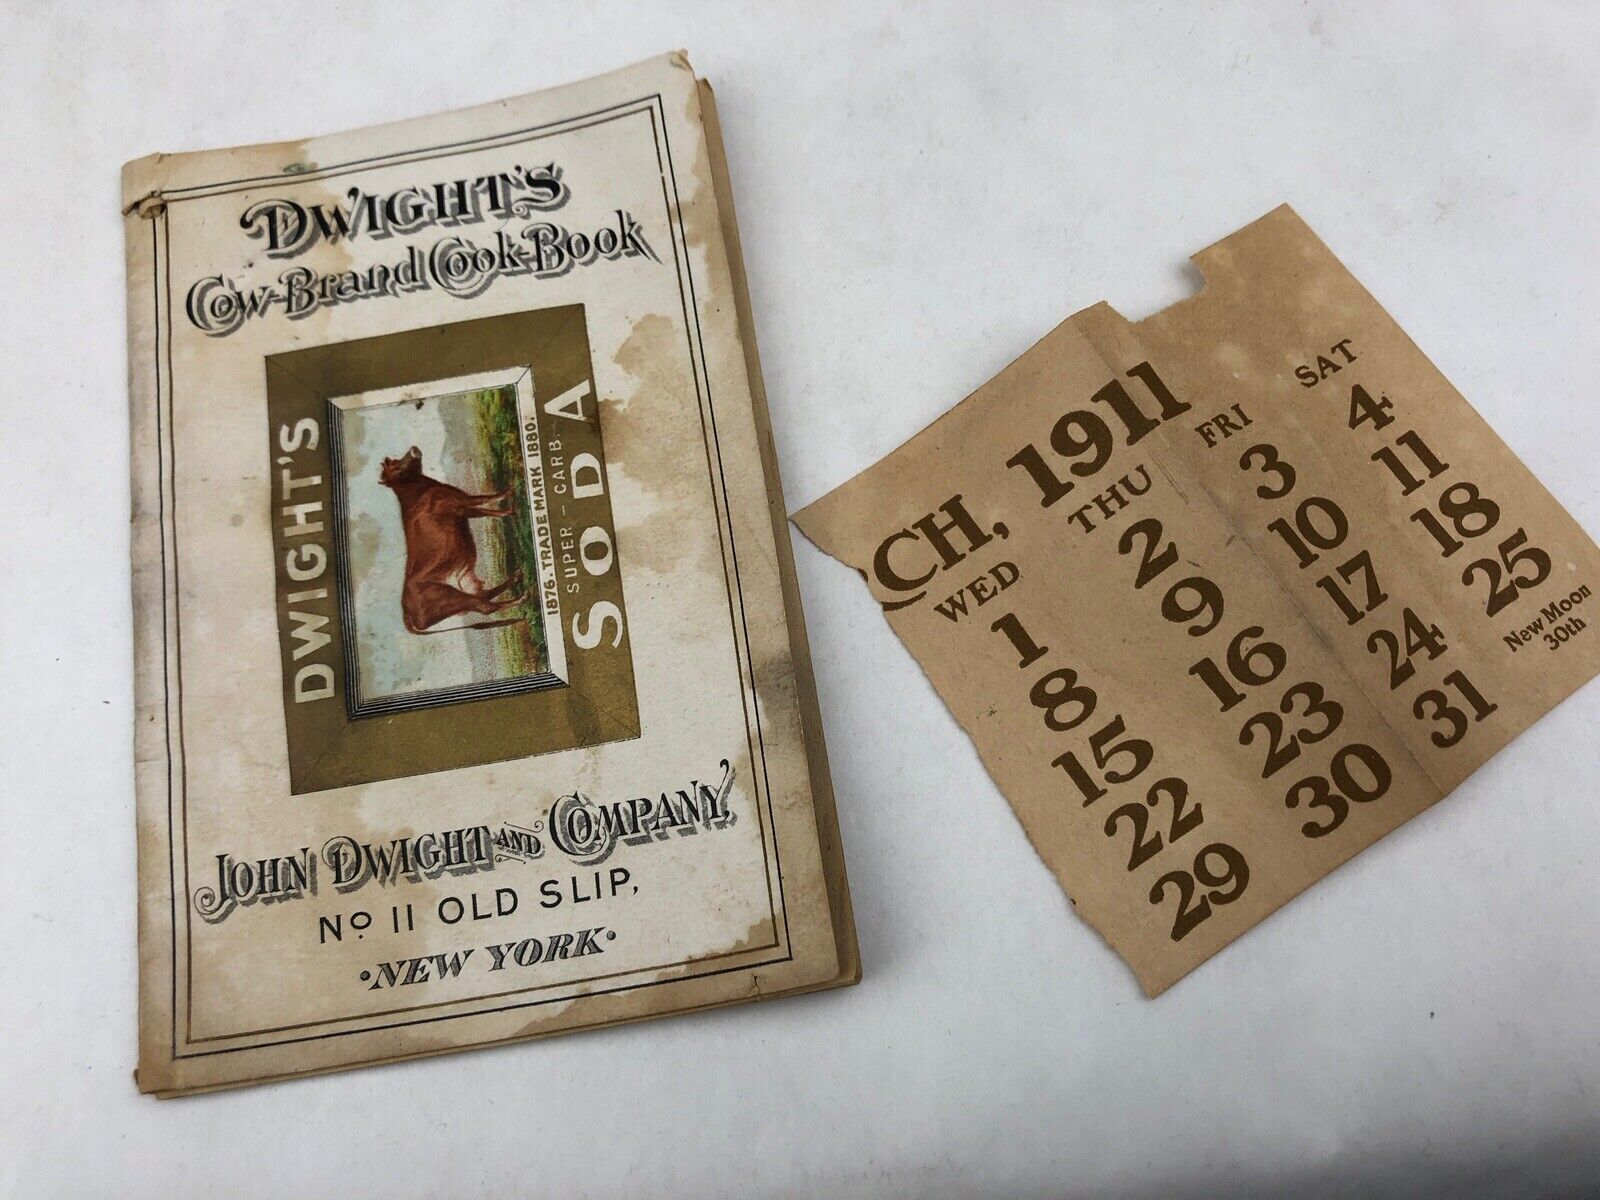 DWIGHT'S
Cow-Brand Cook-Book
DWIGHT'S
1876. TRADE MARK 1880.
SUPER-CARB
SODA
JOHN DWIGHT AND COMPANY,
No 11 OLD SLIP,
·NEW YORK·
CH, 1911
WED THU FRI SAT
1 2 3 4
8 9 10 11
15 16 17 18
22 23 24 25
29 30 31 New Moon
30th